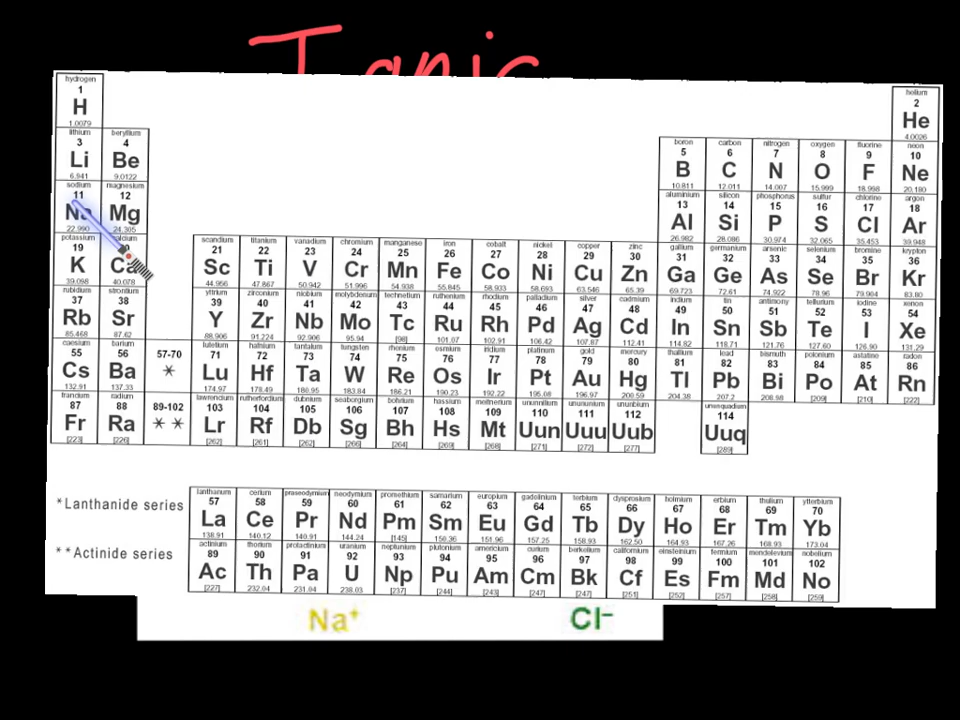 Ionic
hydrogen helium
1 2
H He
1.0079 4.0026
lithium beryllium boron carbon nitrogen oxygen fluorine neon
3 4 5 6 7 8 9 10
Li Be B C N O F Ne
6.941 9.0122 10.811 12.011 14.007 15.999 18.998 20.180
sodium magnesium aluminium silicon phosphorus sulfur chlorine argon
11 12 13 14 15 16 17 18
Na Mg Al Si P S Cl Ar
22.990 24.305 26.982 28.086 30.974 32.065 35.453 39.948
potassium calcium scandium titanium vanadium chromium manganese iron cobalt nickel copper zinc gallium germanium arsenic selenium bromine krypton
19 20 21 22 23 24 25 26 27 28 29 30 31 32 33 34 35 36
K Ca Sc Ti V Cr Mn Fe Co Ni Cu Zn Ga Ge As Se Br Kr
39.098 40.078 44.956 47.867 50.942 51.996 54.938 55.845 58.933 58.693 63.546 65.39 69.723 72.61 74.922 78.96 79.904 83.80
rubidium strontium yttrium zirconium niobium molybdenum technetium ruthenium rhodium palladium silver cadmium indium tin antimony tellurium iodine xenon
37 38 39 40 41 42 43 44 45 46 47 48 49 50 51 52 53 54
Rb Sr Y Zr Nb Mo Tc Ru Rh Pd Ag Cd In Sn Sb Te I Xe
85.468 87.62 88.906 91.224 92.906 95.94 [98] 101.07 102.91 106.42 107.87 112.41 114.82 118.71 121.76 127.60 126.90 131.29
caesium barium lutetium hafnium tantalum tungsten rhenium osmium iridium platinum gold mercury thallium lead bismuth polonium astatine radon
55 56 57-70 71 72 73 74 75 76 77 78 79 80 81 82 83 84 85 86
Cs Ba * Lu Hf Ta W Re Os Ir Pt Au Hg Tl Pb Bi Po At Rn
132.91 137.33 174.97 178.49 180.95 183.84 186.21 190.23 192.22 195.08 196.97 200.59 204.38 207.2 208.98 [209] [210] [222]
francium radium lawrencium rutherfordium dubnium seaborgium bohrium hassium meitnerium ununnilium unununium ununbium ununquadium
87 88 89-102 103 104 105 106 107 108 109 110 111 112 114
Fr Ra * * Lr Rf Db Sg Bh Hs Mt Uun Uuu Uub Uuq
[223] [226] [262] [261] [262] [266] [264] [269] [268] [271] [272] [277] [289]
*Lanthanide series
lanthanum cerium praseodymium neodymium promethium samarium europium gadolinium terbium dysprosium holmium erbium thulium ytterbium
57 58 59 60 61 62 63 64 65 66 67 68 69 70
La Ce Pr Nd Pm Sm Eu Gd Tb Dy Ho Er Tm Yb
138.91 140.12 140.91 144.24 [145] 150.36 151.96 157.25 158.93 162.50 164.93 167.26 168.93 173.04
**Actinide series
actinium thorium protactinium uranium neptunium plutonium americium curium berkelium californium einsteinium fermium mendelevium nobelium
89 90 91 92 93 94 95 96 97 98 99 100 101 102
Ac Th Pa U Np Pu Am Cm Bk Cf Es Fm Md No
[227] 232.04 231.04 238.03 [237] [244] [243] [247] [247] [251] [252] [257] [258] [259]
Na⁺ Cl⁻